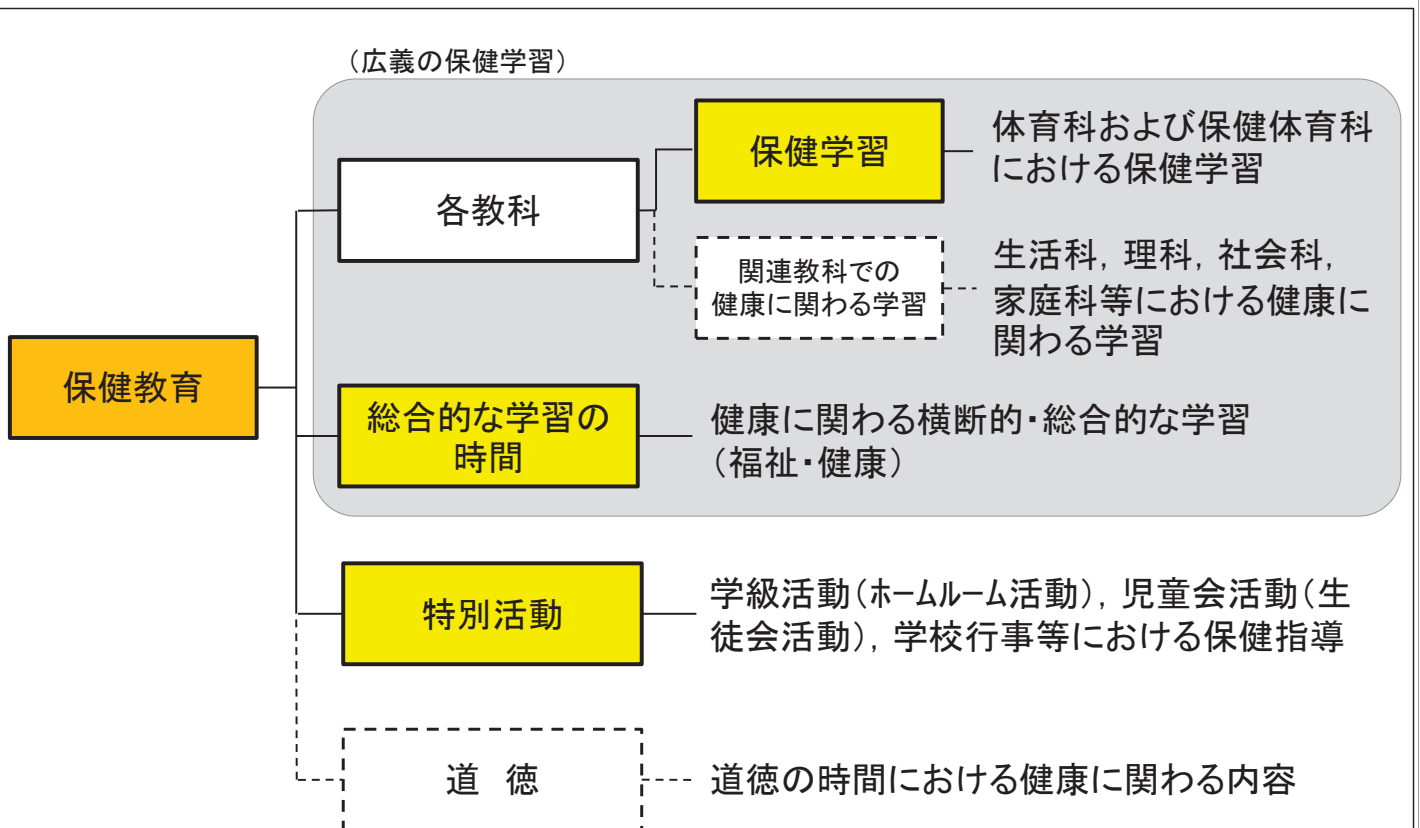 （広義の保健学習）
保健学習
体育科および保健体育科
における保健学習
各教科
関連教科での
健康に関わる学習
生活科，理科，社会科，
家庭科等における健康に
関わる学習
保健教育
総合的な学習の
時間
健康に関わる横断的・総合的な学習
（福祉・健康）
特別活動
学級活動（ホームルーム活動），児童会活動（生
徒会活動），学校行事等における保健指導
道　徳
道徳の時間における健康に関わる内容